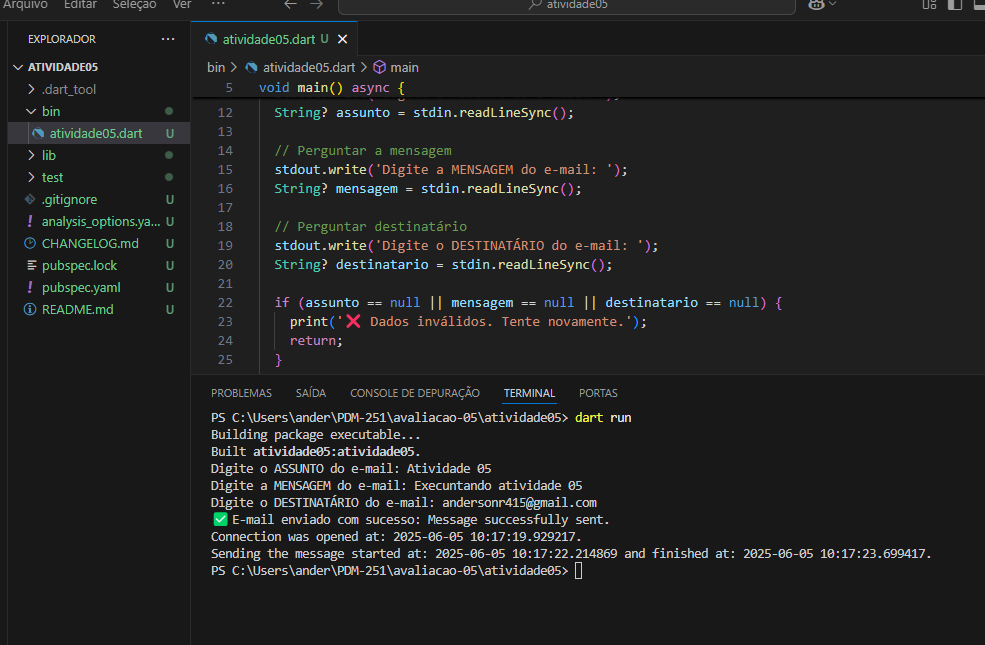 Arquivo Editar Seleção Ver ··· atividade05
EXPLORADOR ···
ATIVIDADE05
.dart_tool
bin
atividade05.dart U
lib
test
.gitignore U
analysis_options.ya... U
CHANGELOG.md U
pubspec.lock U
pubspec.yaml U
README.md U
atividade05.dart U
bin > atividade05.dart > main
5 void main() async {
12 String? assunto = stdin.readLineSync();
13
14 // Perguntar a mensagem
15 stdout.write('Digite a MENSAGEM do e-mail: ');
16 String? mensagem = stdin.readLineSync();
17
18 // Perguntar destinatário
19 stdout.write('Digite o DESTINATÁRIO do e-mail: ');
20 String? destinatario = stdin.readLineSync();
21
22 if (assunto == null || mensagem == null || destinatario == null) {
23 print('❌ Dados inválidos. Tente novamente.');
24 return;
25 }
PROBLEMAS SAÍDA CONSOLE DE DEPURAÇÃO TERMINAL PORTAS
PS C:\Users\ander\PDM-251\avaliacao-05\atividade05> dart run
Building package executable...
Built atividade05:atividade05.
Digite o ASSUNTO do e-mail: Atividade 05
Digite a MENSAGEM do e-mail: Executando atividade 05
Digite o DESTINATÁRIO do e-mail: andersonr415@gmail.com
✅ E-mail enviado com sucesso: Message successfully sent.
Connection was opened at: 2025-06-05 10:17:19.929217.
Sending the message started at: 2025-06-05 10:17:22.214869 and finished at: 2025-06-05 10:17:23.699417.
PS C:\Users\ander\PDM-251\avaliacao-05\atividade05>